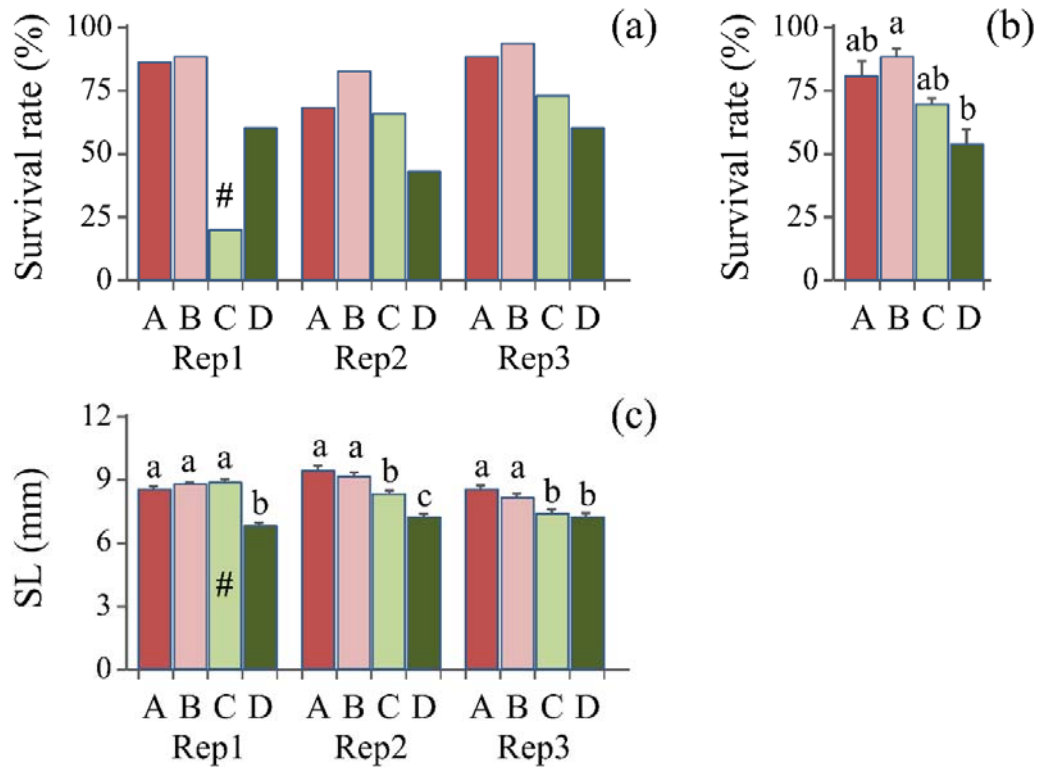 (a)
Survival rate (%)
100
75
50
25
0
#
A B C D A B C D A B C D
Rep1 Rep2 Rep3
(b)
Survival rate (%)
100
75
50
25
0
ab a ab b
A B C D
(c)
SL (mm)
12
9
6
3
0
a a a b a a b c a a b b
#
A B C D A B C D A B C D
Rep1 Rep2 Rep3